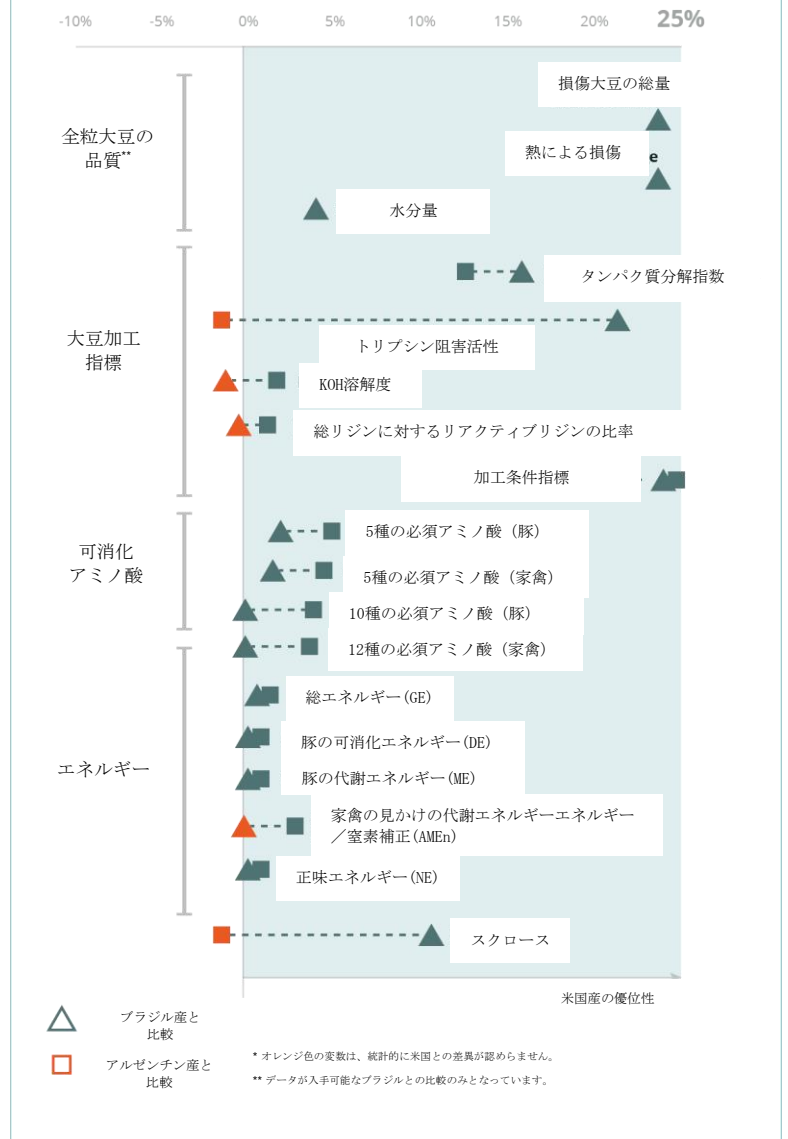 -10% -5% 0% 5% 10% 15% 20% 25%
損傷大豆の総量
全粒大豆の
品質**
熱による損傷 e
水分量
タンパク質分解指数
大豆加工
指標
トリプシン阻害活性
KOH溶解度
総リジンに対するリアクティブリジンの比率
加工条件指標
可消化
アミノ酸
5種の必須アミノ酸（豚）
5種の必須アミノ酸（家禽）
10種の必須アミノ酸（豚）
12種の必須アミノ酸（家禽）
エネルギー
総エネルギー(GE)
豚の可消化エネルギー(DE)
豚の代謝エネルギー(ME)
家禽の見かけの代謝エネルギーエネルギー
／窒素補正(AMEn)
正味エネルギー(NE)
スクロース
米国産の優位性
ブラジル産と
比較
アルゼンチン産と
比較
* オレンジ色の変数は、統計的に米国との差異が認めらません。
** データが入手可能なブラジルとの比較のみとなっています。